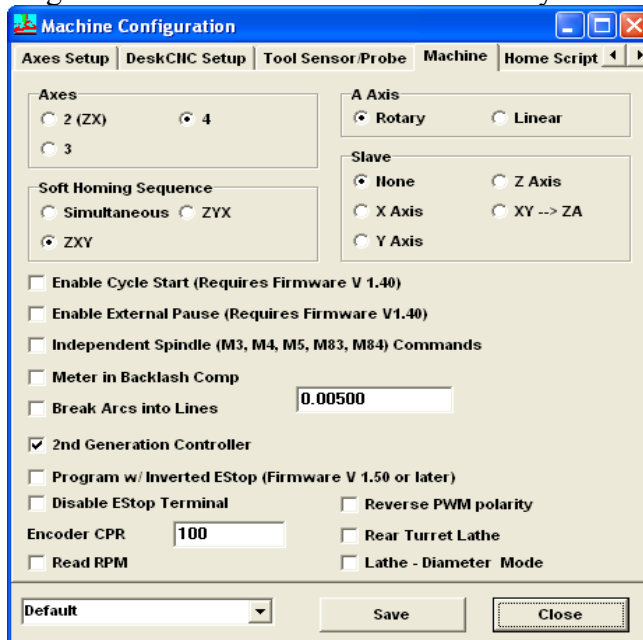 Machine Configuration
Axes Setup DeskCNC Setup Tool Sensor/Probe Machine Home Script
Axes
2 (ZX) 4
3
A Axis
Rotary Linear
Soft Homing Sequence
Simultaneous ZYX
ZXY
Slave
None Z Axis
X Axis XY --> ZA
Y Axis
Enable Cycle Start (Requires Firmware V 1.40)
Enable External Pause (Requires Firmware V1.40)
Independent Spindle (M3, M4, M5, M83, M84) Commands
Meter in Backlash Comp
Break Arcs into Lines 0.00500
2nd Generation Controller
Program w/ Inverted EStop (Firmware V 1.50 or later)
Disable EStop Terminal Reverse PWM polarity
Encoder CPR 100 Rear Turret Lathe
Read RPM Lathe - Diameter Mode
Default Save Close